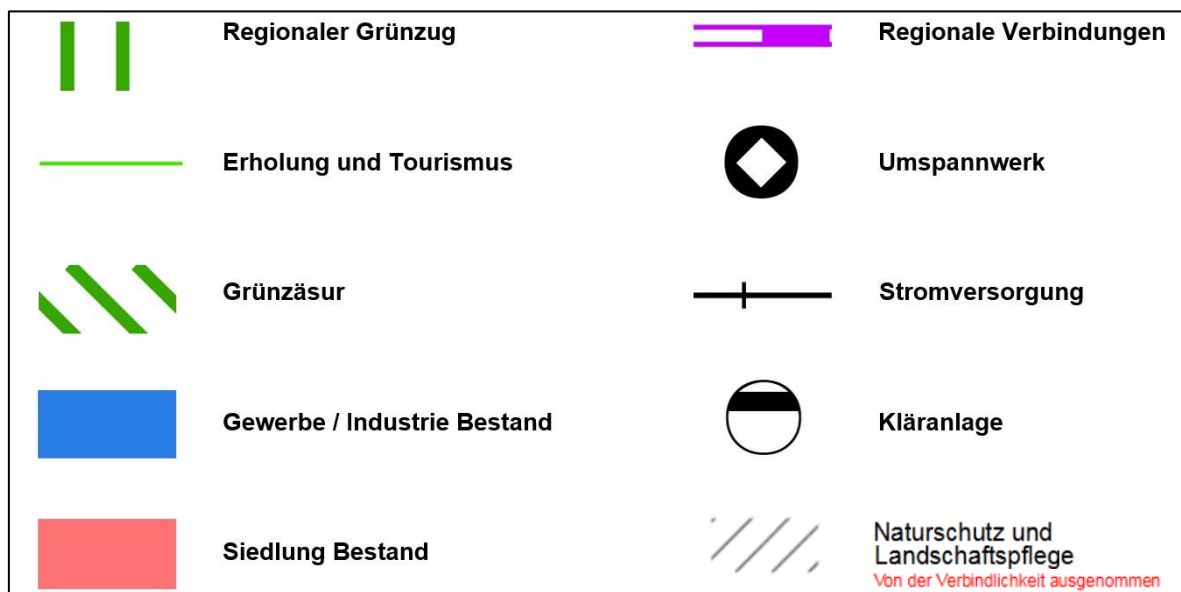 Regionaler Grünzug
Regionale Verbindungen
Erholung und Tourismus
Umspannwerk
Grünzäsur
Stromversorgung
Gewerbe / Industrie Bestand
Kläranlage
Siedlung Bestand
Naturschutz und
Landschaftspflege
Von der Verbindlichkeit ausgenommen